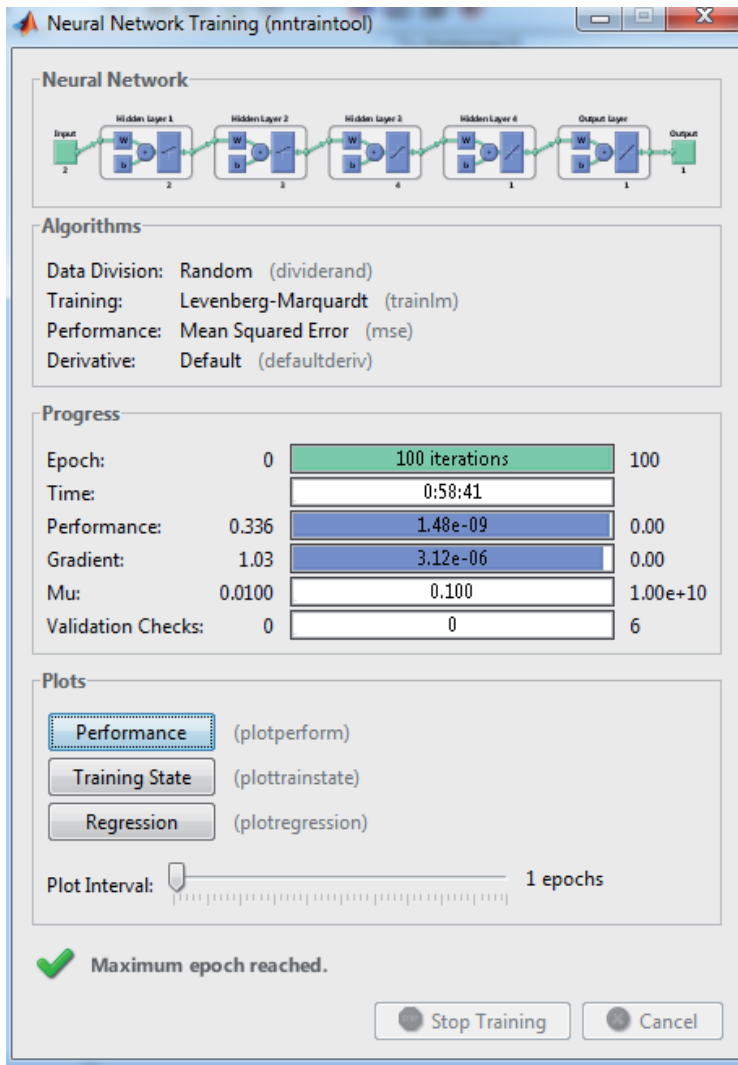 Neural Network Training (nntraintool)
Neural Network
Hidden Layer 1 Hidden Layer 2 Hidden Layer 3 Hidden Layer 4 Output Layer
Input Output
W W W W W
b b b b b
2 2 3 4 1 1 1
Algorithms
Data Division: Random (dividerand)
Training: Levenberg-Marquardt (trainlm)
Performance: Mean Squared Error (mse)
Derivative: Default (defaultderiv)
Progress
Epoch: 0 100 iterations 100
Time: 0:58:41
Performance: 0.336 1.48e-09 0.00
Gradient: 1.03 3.12e-06 0.00
Mu: 0.0100 0.100 1.00e+10
Validation Checks: 0 0 6
Plots
Performance (plotperform)
Training State (plottrainstate)
Regression (plotregression)
Plot Interval: 1 epochs
Maximum epoch reached.
Stop Training Cancel